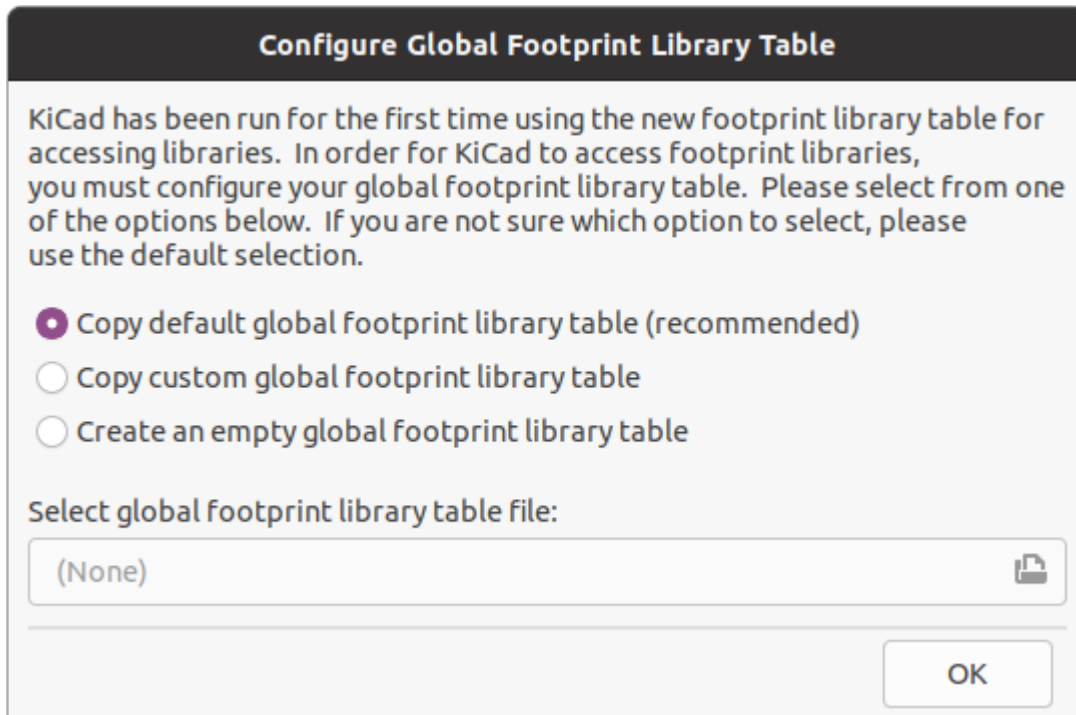 Configure Global Footprint Library Table
KiCad has been run for the first time using the new footprint library table for
accessing libraries.  In order for KiCad to access footprint libraries,
you must configure your global footprint library table.  Please select from one
of the options below.  If you are not sure which option to select, please
use the default selection.
Copy default global footprint library table (recommended)
Copy custom global footprint library table
Create an empty global footprint library table
Select global footprint library table file:
(None)
OK